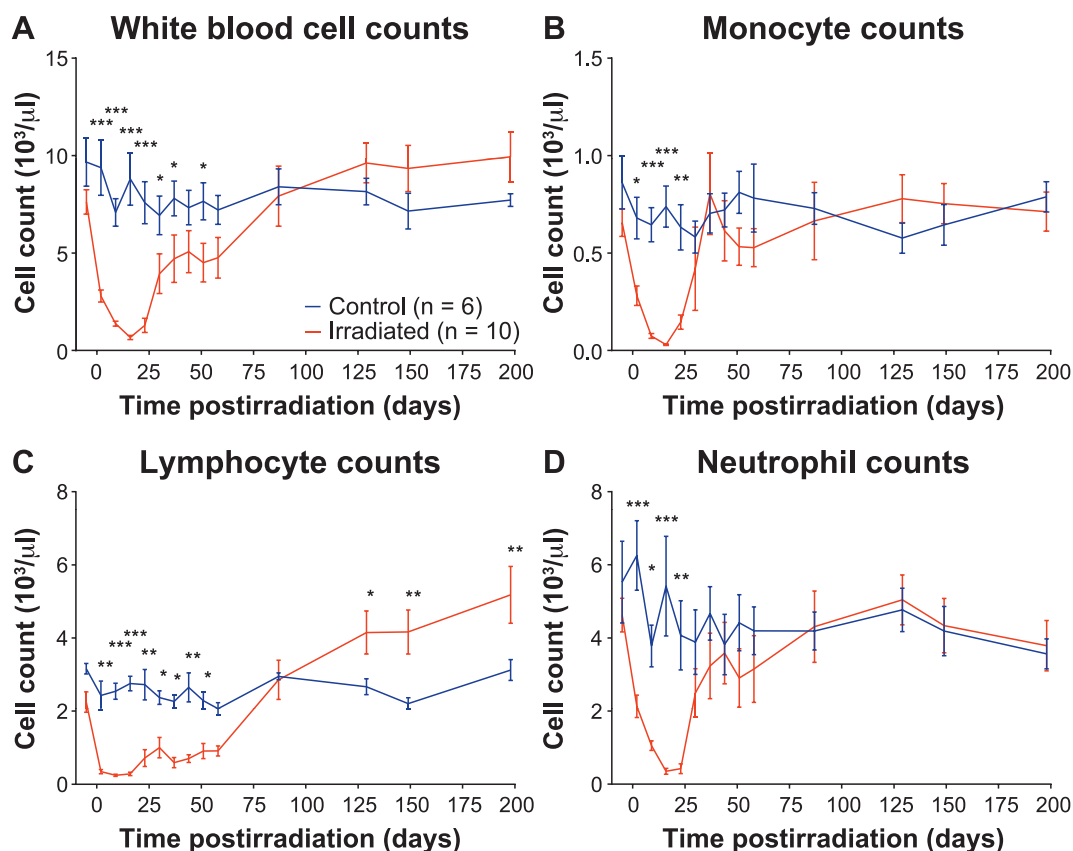 A White blood cell counts
15
10
5
0
Cell count (10³/µl)
***
***
***
***
*
*
*
Control (n = 6)
Irradiated (n = 10)
0 25 50 75 100 125 150 175 200
Time postirradiation (days)
B Monocyte counts
1.5
1.0
0.5
0.0
Cell count (10³/µl)
*
***
***
**
0 25 50 75 100 125 150 175 200
Time postirradiation (days)
C Lymphocyte counts
8
6
4
2
0
Cell count (10³/µl)
**
***
***
**
*
*
**
*
*
**
**
0 25 50 75 100 125 150 175 200
Time postirradiation (days)
D Neutrophil counts
8
6
4
2
0
Cell count (10³/µl)
***
*
***
**
0 25 50 75 100 125 150 175 200
Time postirradiation (days)